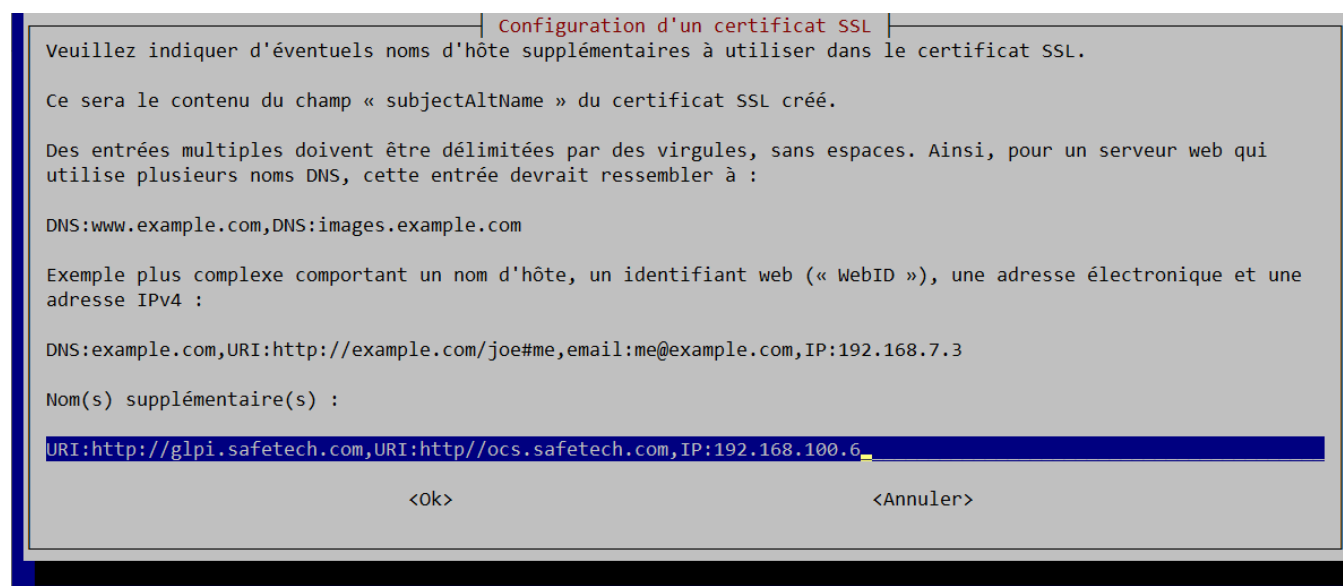 Configuration d'un certificat SSL
Veuillez indiquer d'éventuels noms d'hôte supplémentaires à utiliser dans le certificat SSL.
Ce sera le contenu du champ « subjectAltName » du certificat SSL créé.
Des entrées multiples doivent être délimitées par des virgules, sans espaces. Ainsi, pour un serveur web qui
utilise plusieurs noms DNS, cette entrée devrait ressembler à :
DNS:www.example.com,DNS:images.example.com
Exemple plus complexe comportant un nom d'hôte, un identifiant web (« WebID »), une adresse électronique et une
adresse IPv4 :
DNS:example.com,URI:http://example.com/joe#me,email:me@example.com,IP:192.168.7.3
Nom(s) supplémentaire(s) :
URI:http://glpi.safetech.com,URI:http//ocs.safetech.com,IP:192.168.100.6
<Ok> <Annuler>